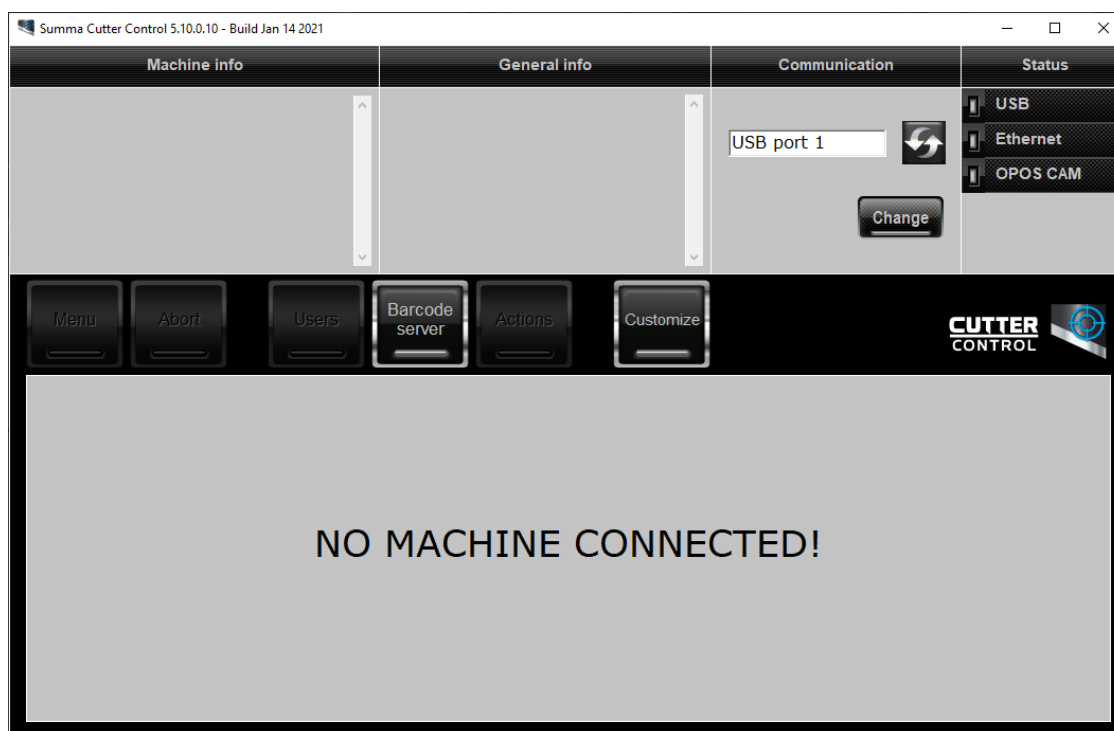 Summa Cutter Control 5.10.0.10 - Build Jan 14 2021
Machine info
General info
Communication
Status
USB port 1
Change
USB
Ethernet
OPOS CAM
Menu
Abort
Users
Barcode
server
Actions
Customize
CUTTER
CONTROL
NO MACHINE CONNECTED!